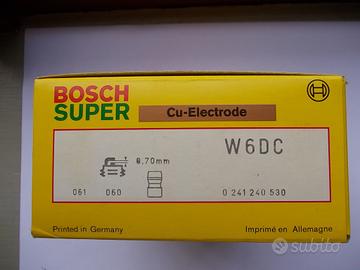 BOSCH
SUPER
Cu-Electrode
W6DC
0,70mm
061 060
0 241 240 530
Printed in Germany
Imprimé en Allemagne
subito